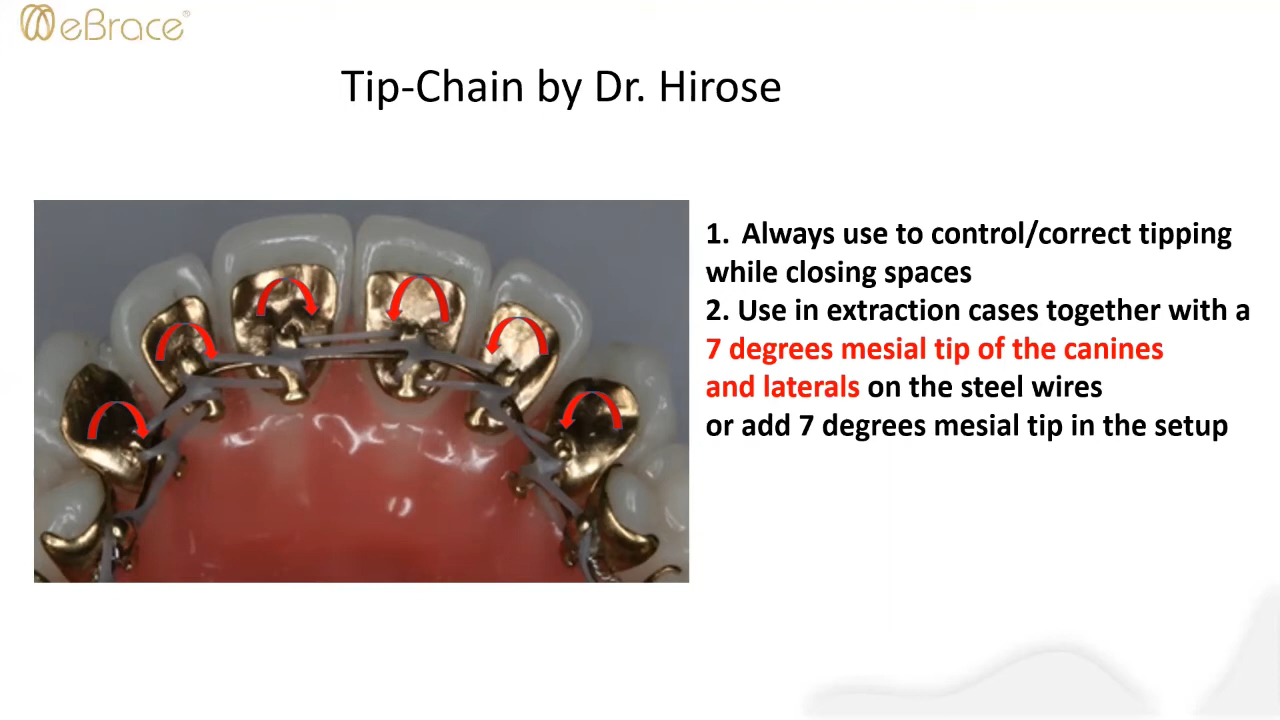 eBrace®
Tip-Chain by Dr. Hirose
1. Always use to control/correct tipping
while closing spaces
2. Use in extraction cases together with a
7 degrees mesial tip of the canines
and laterals on the steel wires
or add 7 degrees mesial tip in the setup